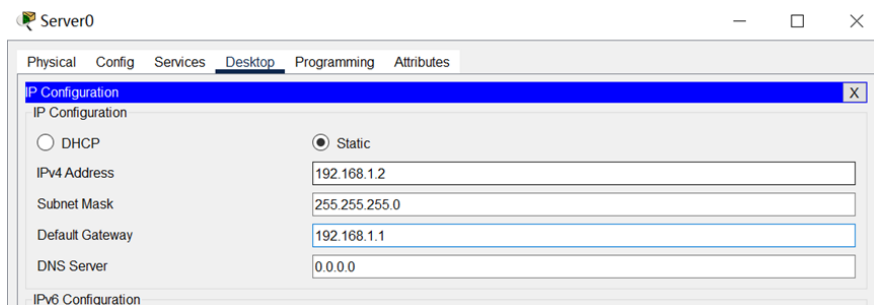 Server0
Physical Config Services Desktop Programming Attributes
IP Configuration X
IP Configuration
DHCP Static
IPv4 Address 192.168.1.2
Subnet Mask 255.255.255.0
Default Gateway 192.168.1.1
DNS Server 0.0.0.0
IPv6 Configuration